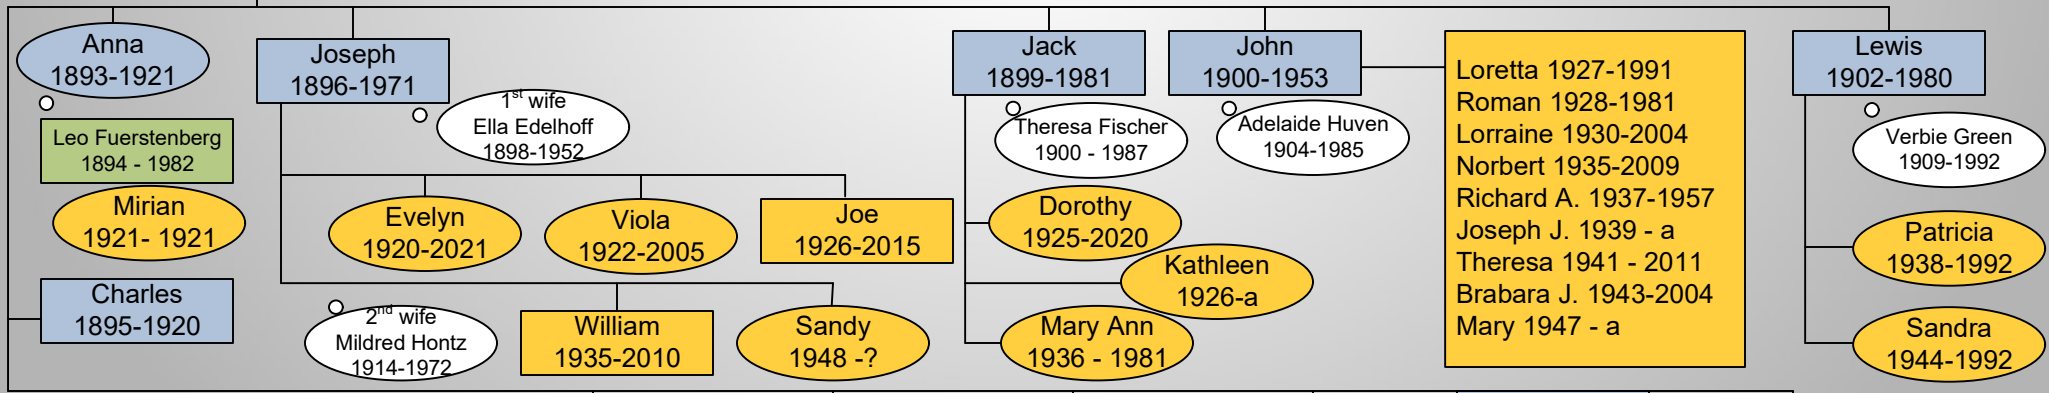 Anna
1893-1921
Leo Fuerstenberg
1894 - 1982
Mirian
1921- 1921
Charles
1895-1920
Joseph
1896-1971
1st wife
Ella Edelhoff
1898-1952
Evelyn
1920-2021
Viola
1922-2005
Joe
1926-2015
2nd wife
Mildred Hontz
1914-1972
William
1935-2010
Sandy
1948 -?
Jack
1899-1981
Theresa Fischer
1900 - 1987
Dorothy
1925-2020
Kathleen
1926-a
Mary Ann
1936 - 1981
John
1900-1953
Adelaide Huven
1904-1985
Loretta 1927-1991
Roman 1928-1981
Lorraine 1930-2004
Norbert 1935-2009
Richard A. 1937-1957
Joseph J. 1939 - a
Theresa 1941 - 2011
Brabara J. 1943-2004
Mary 1947 - a
Lewis
1902-1980
Verbie Green
1909-1992
Patricia
1938-1992
Sandra
1944-1992